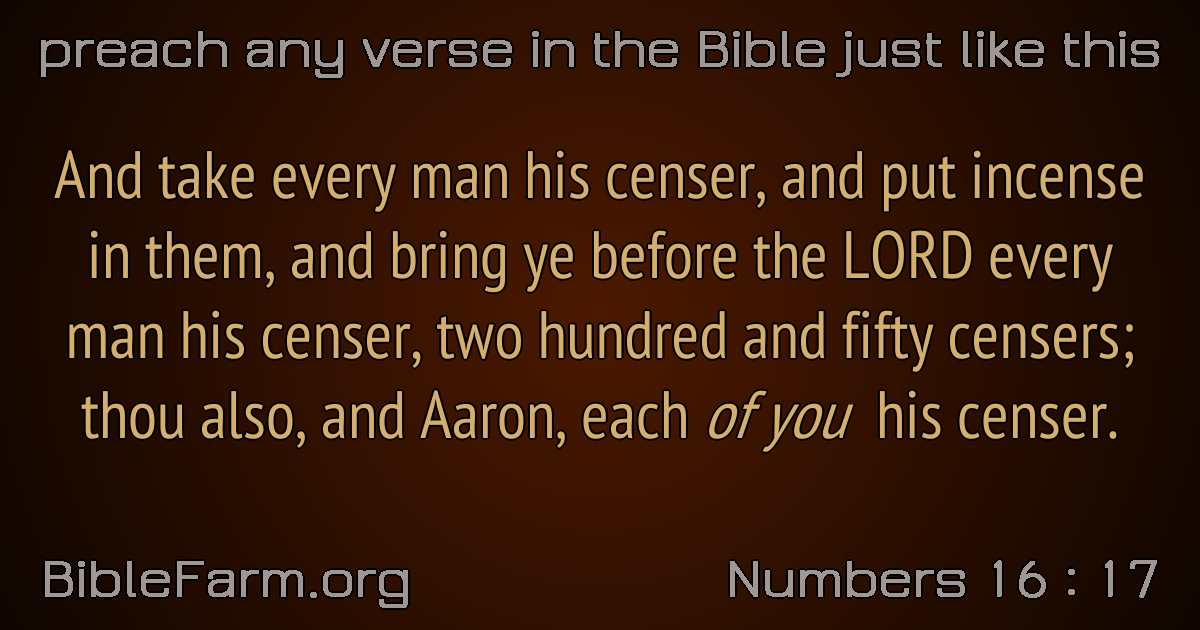 preach any verse in the Bible just like this
And take every man his censer, and put incense
in them, and bring ye before the LORD every
man his censer, two hundred and fifty censers;
thou also, and Aaron, each of you his censer.
BibleFarm.org
Numbers 16 : 17